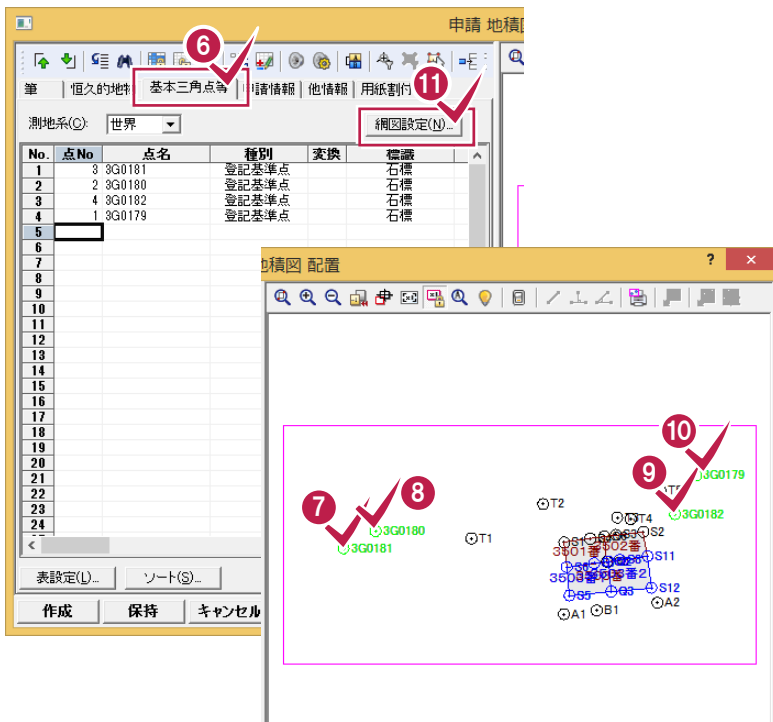 申請 地積図
6
筆
基本三角点等
申請情報
他情報
用紙割付
11
測地系(C):
世界
網図設定(N)...
No. 点No 点名 種別 変換 標識
1 3 3G0181 登記基準点 石標
2 2 3G0180 登記基準点 石標
3 4 3G0182 登記基準点 石標
4 1 3G0179 登記基準点 石標
5
6
7
8
9
10
11
12
13
14
15
16
17
18
19
20
21
22
23
24
表設定(L)...
ソート(S)...
作成
保持
キャンセル
地積図 配置
?
×
10
3G0179
9
3G0182
7
8
3G0180
3G0181
T1
T2
T4
S2
3502番
3501番
S11
S12
S5
Q3
A1
B1
A2